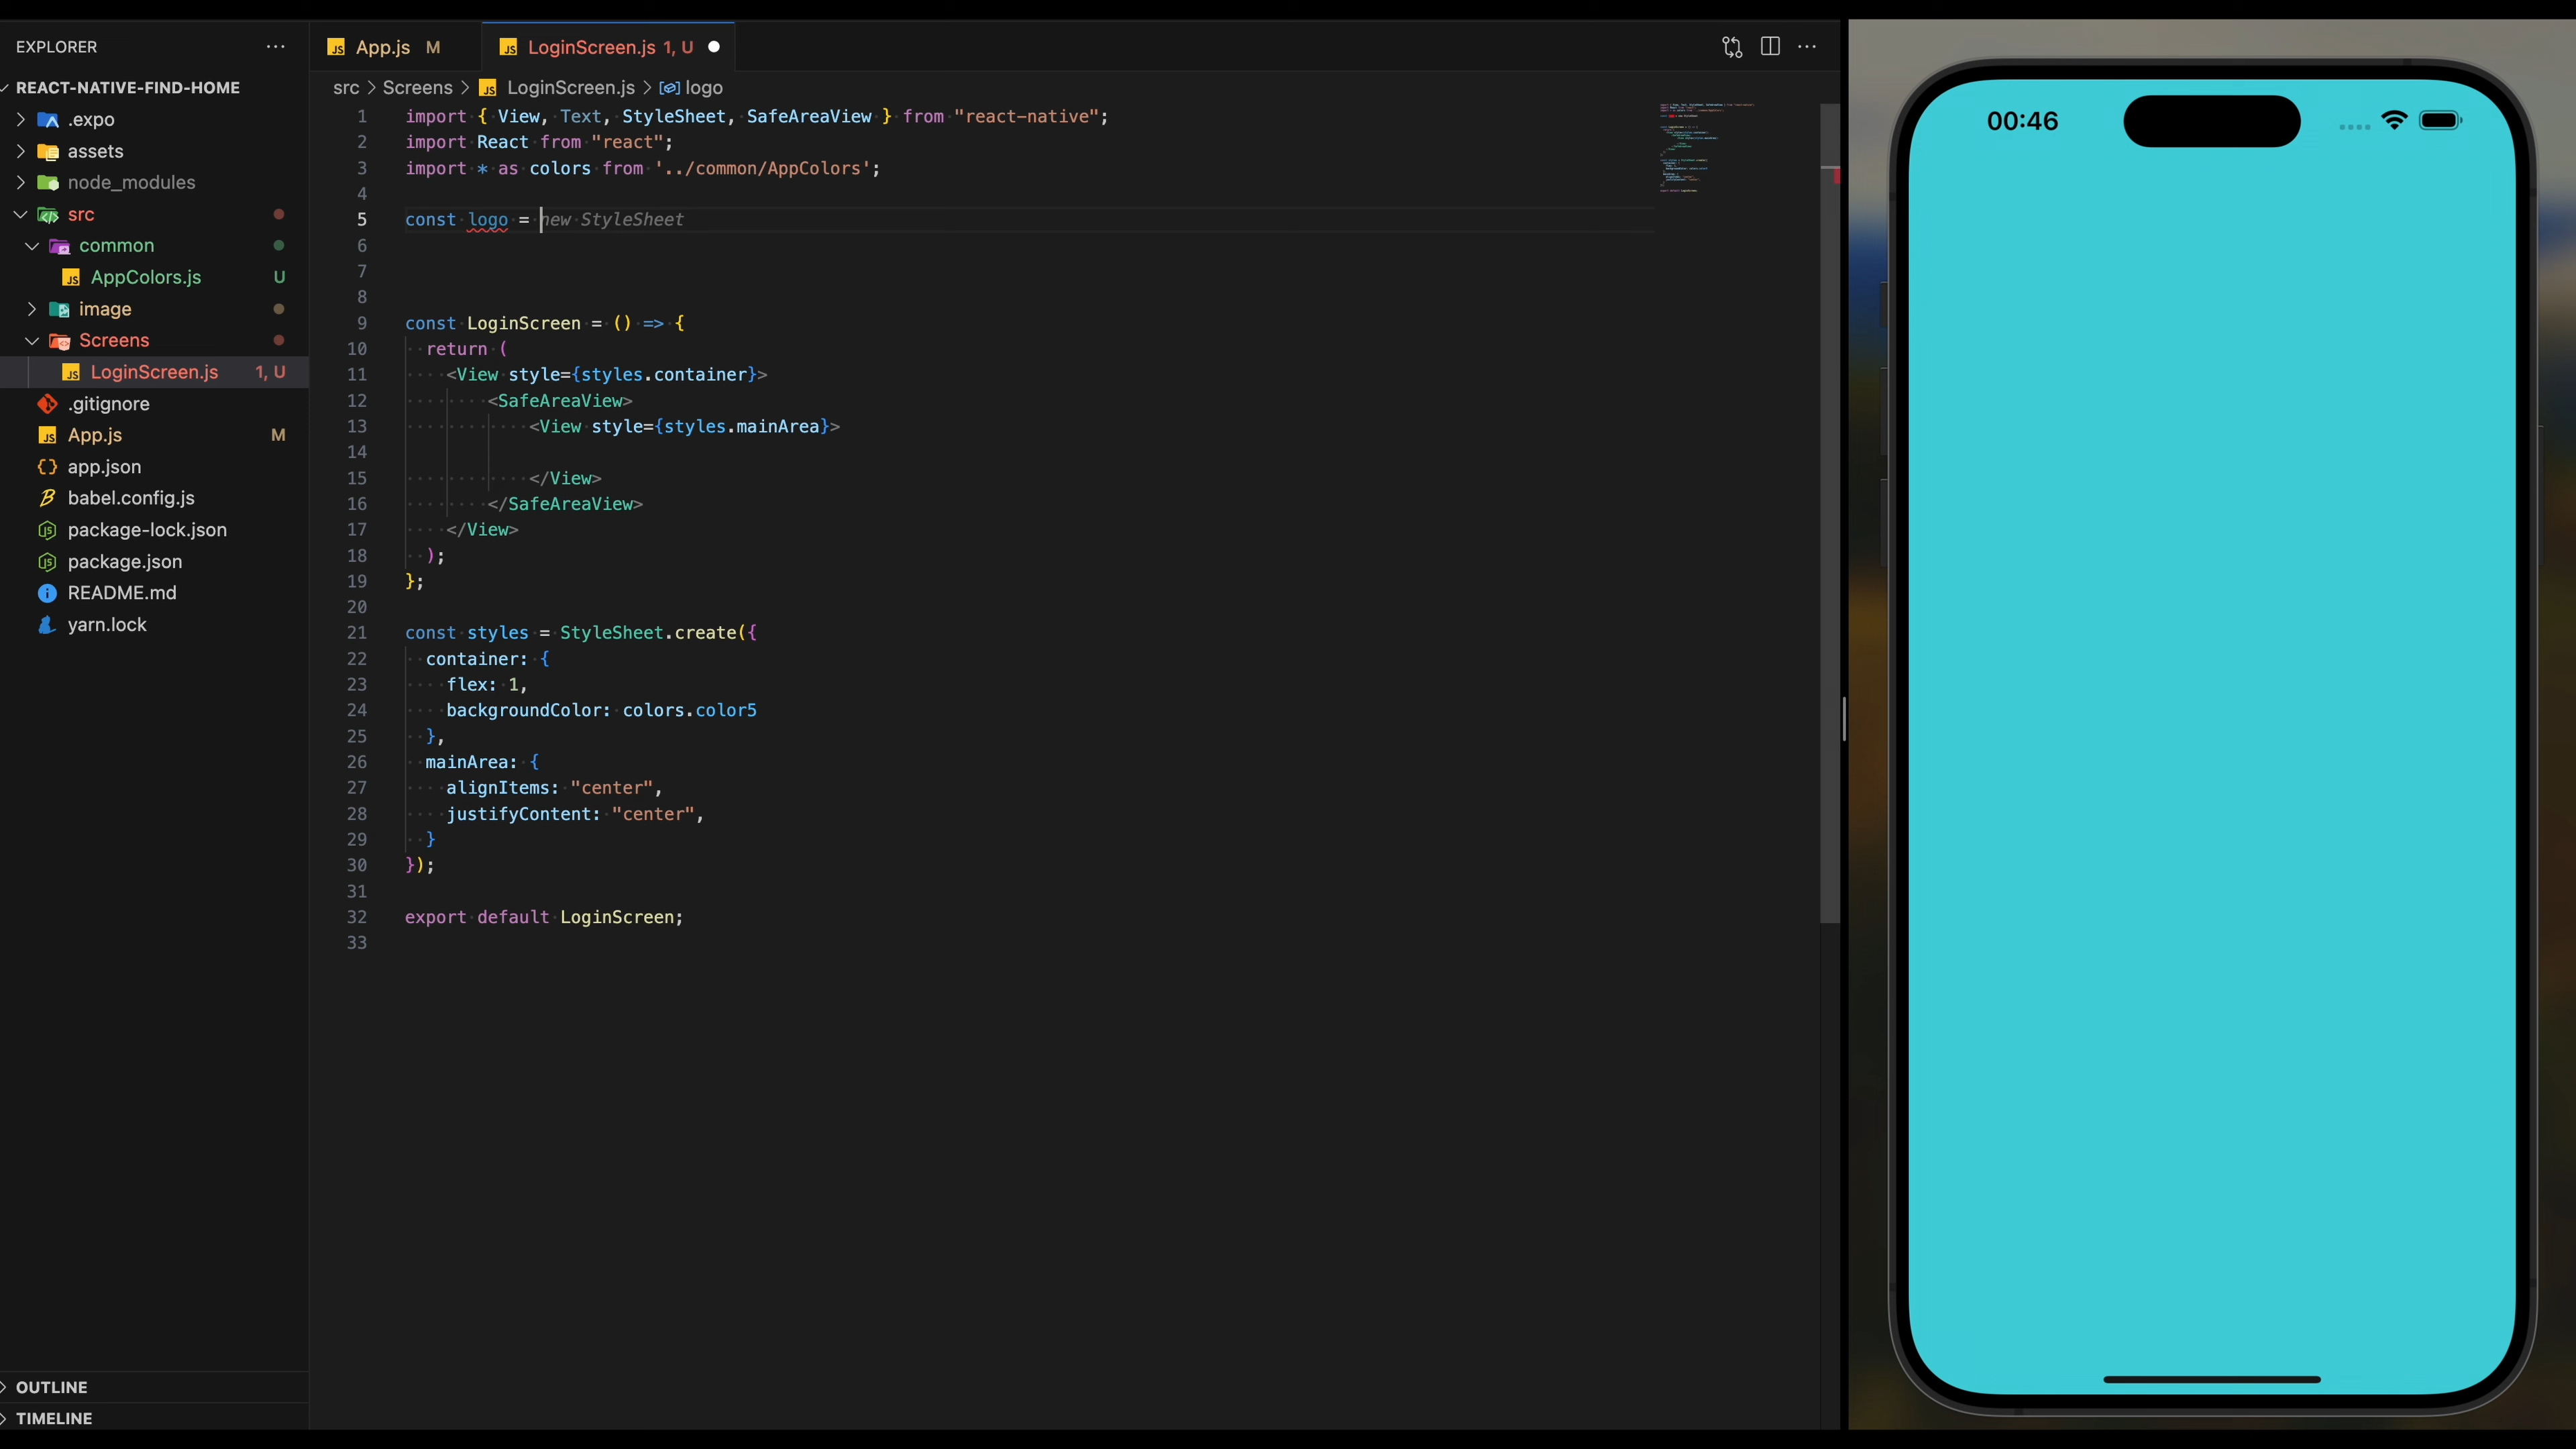 EXPLORER
REACT-NATIVE-FIND-HOME
.expo
assets
node_modules
src
common
AppColors.js U
image
Screens
LoginScreen.js 1, U
.gitignore
App.js M
app.json
babel.config.js
package-lock.json
package.json
README.md
yarn.lock
OUTLINE
TIMELINE
App.js M
LoginScreen.js 1, U
src > Screens > LoginScreen.js > logo
1 import { View, Text, StyleSheet, SafeAreaView } from "react-native";
2 import React from "react";
3 import * as colors from '../common/AppColors';
4
5 const logo = new StyleSheet
6
7
8
9 const LoginScreen = () => {
10 return (
11 <View style={styles.container}>
12 <SafeAreaView>
13 <View style={styles.mainArea}>
14
15 </View>
16 </SafeAreaView>
17 </View>
18 );
19 };
20
21 const styles = StyleSheet.create({
22 container: {
23 flex: 1,
24 backgroundColor: colors.color5
25 },
26 mainArea: {
27 alignItems: "center",
28 justifyContent: "center",
29 }
30 });
31
32 export default LoginScreen;
33
00:46